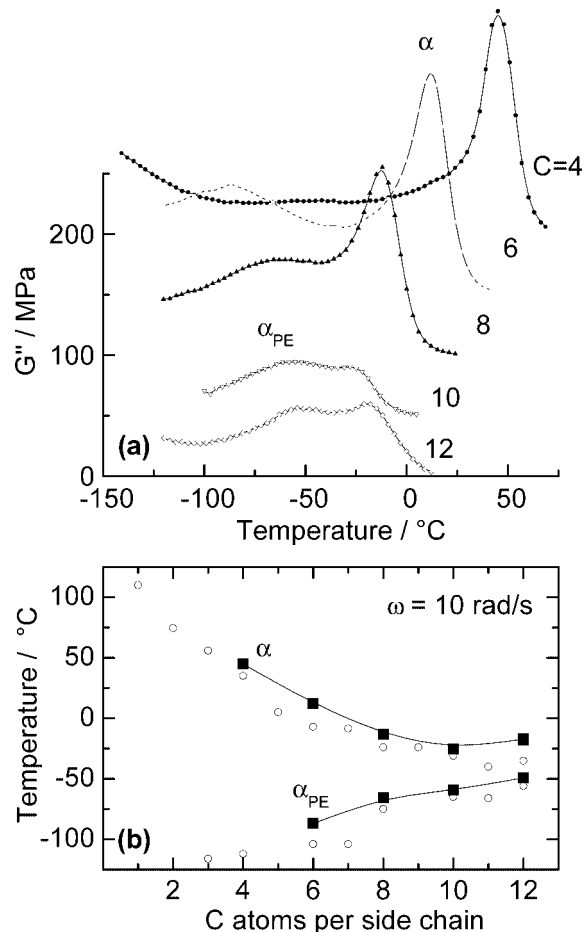 α
C=4
6
8
α_PE
10
12
(a)
G'' / MPa
200
100
0
-150 -100 -50 0 50
Temperature / °C
ω = 10 rad/s
α
α_PE
(b)
Temperature / °C
100
50
0
-50
-100
2 4 6 8 10 12
C atoms per side chain